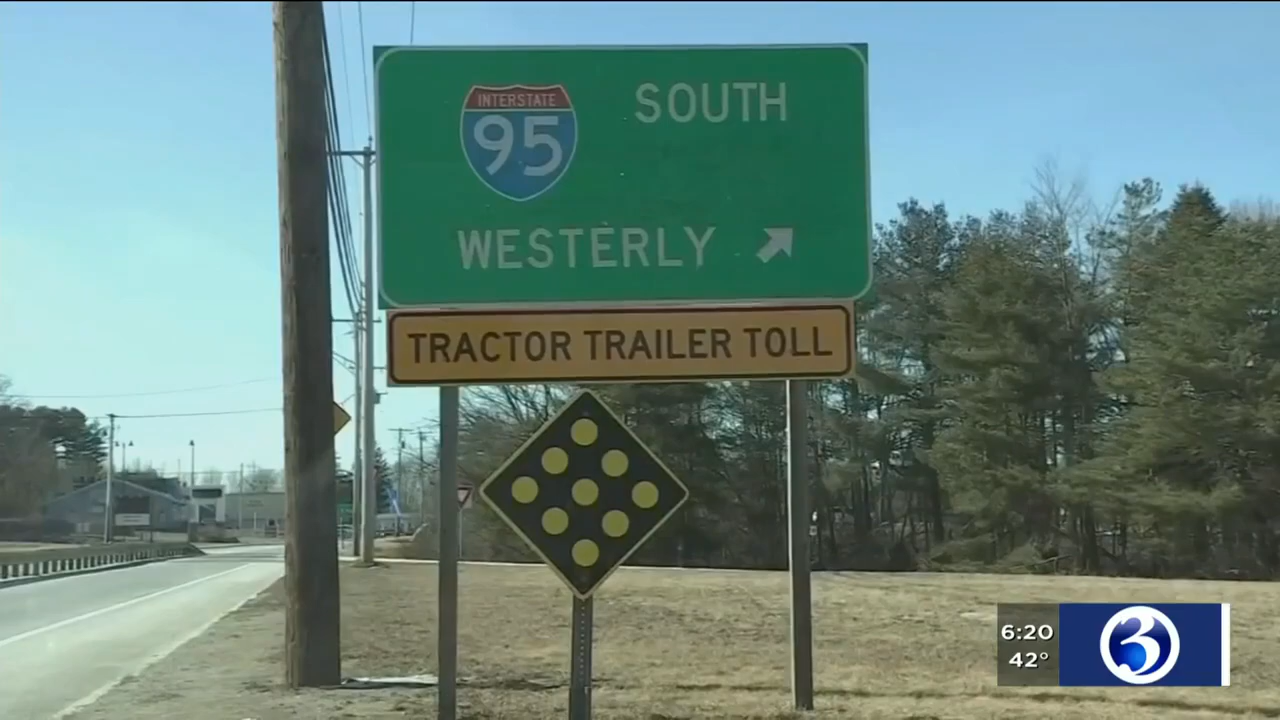 INTERSTATE
95
SOUTH
WESTERLY
TRACTOR TRAILER TOLL
6:20
42°
3